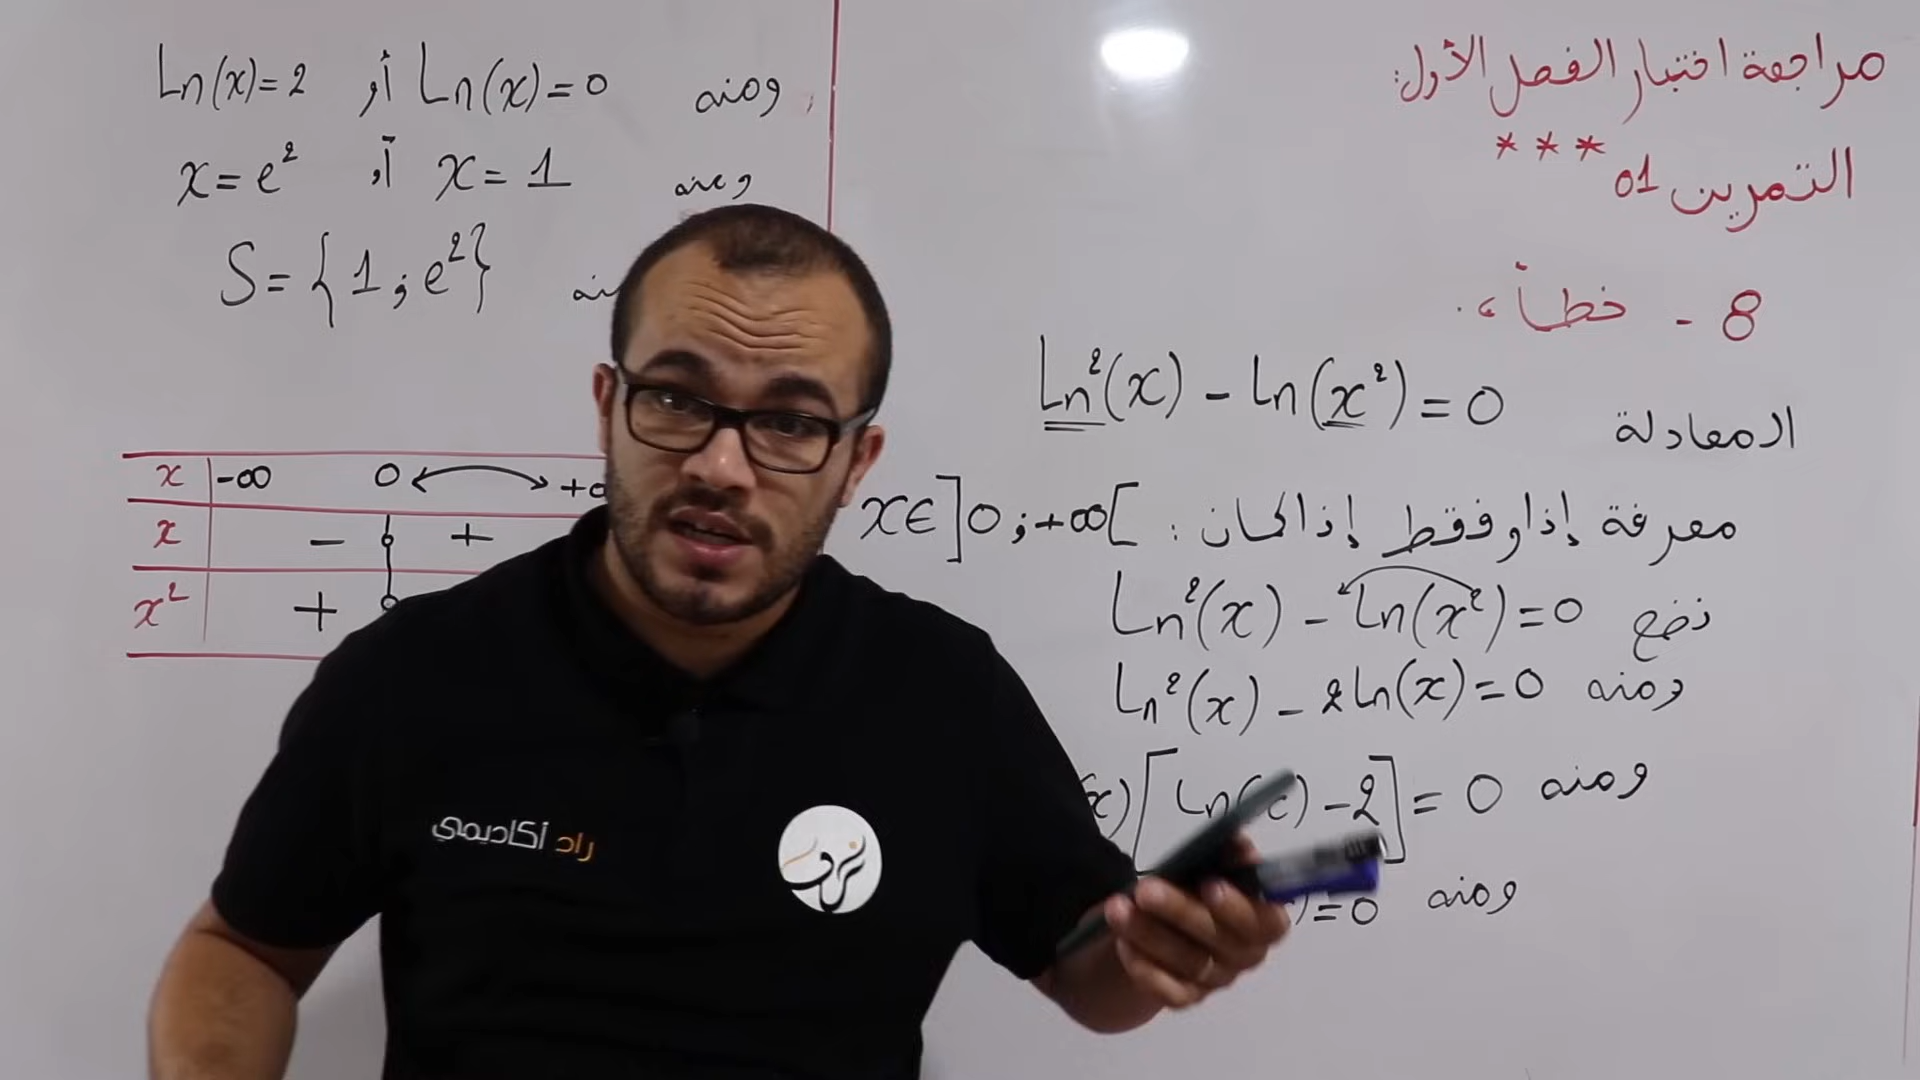 مراجعة اختبار الفصل الأول:
التمرين 01 ***
8 - خطأ،
المعادلة Ln²(x) - Ln(x²) = 0
معرفة إذا وفقط إذا كان : x∈]0;+∞[
نضع Ln²(x) - ²Ln(x²) = 0
ومنه Ln²(x) - 2Ln(x) = 0
ومنه x)[Ln(x) - 2] = 0
ومنه )=0
ومنه Ln(x)=0 أو Ln(x)=2
ومنه x=1 أو x=e²
S={1;e²}
x -∞ 0 +∞
x - +
x² +
راد أكاديمي